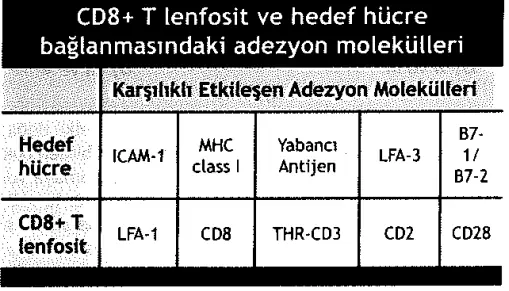 CD8+ T lenfosit ve hedef hücre
bağlanmasındaki adezyon molekülleri
Karşılıklı Etkileşen Adezyon Molekülleri
Hedef hücre ICAM-1 MHC class I Yabancı Antijen LFA-3 B7-1/ B7-2
CD8+ T lenfosit LFA-1 CD8 THR-CD3 CD2 CD28